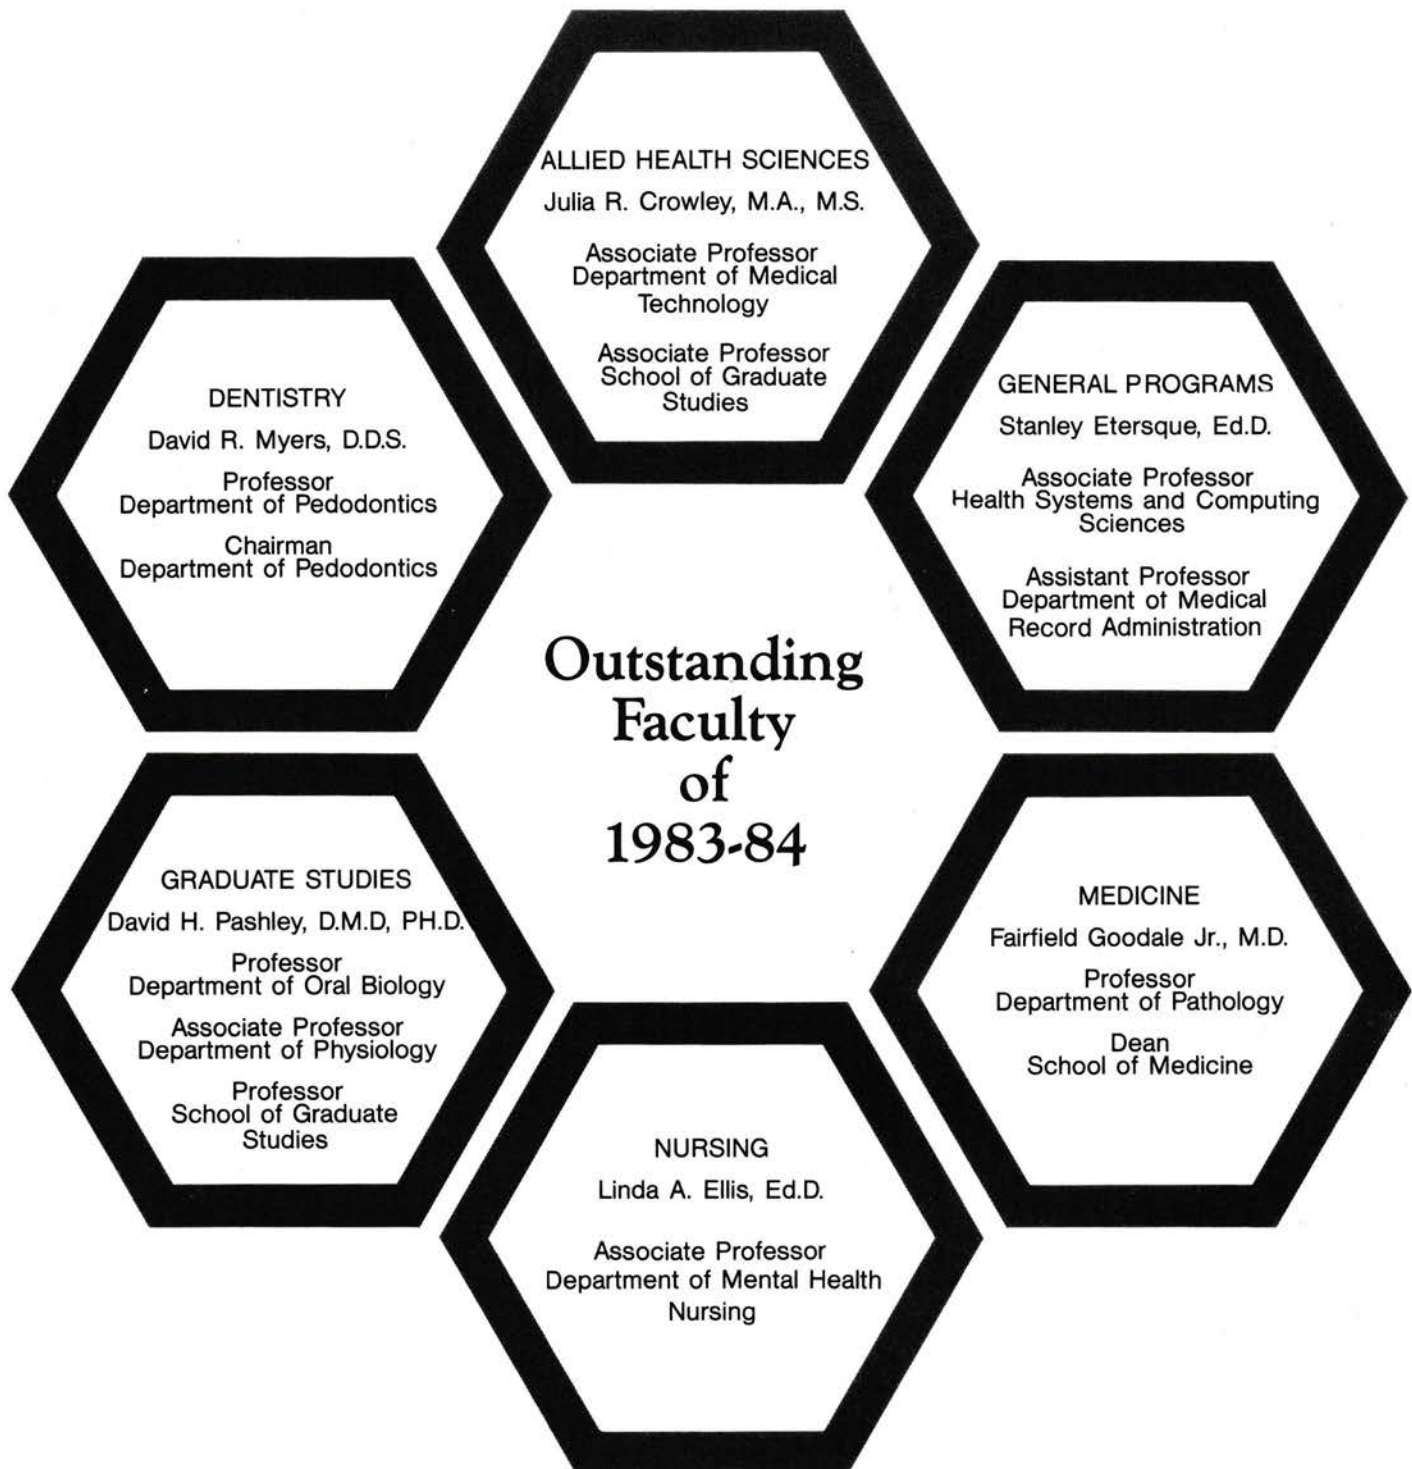 ALLIED HEALTH SCIENCES
Julia R. Crowley, M.A., M.S.
Associate Professor
Department of Medical
Technology
Associate Professor
School of Graduate
Studies
DENTISTRY
David R. Myers, D.D.S.
Professor
Department of Pedodontics
Chairman
Department of Pedodontics
GENERAL PROGRAMS
Stanley Etersque, Ed.D.
Associate Professor
Health Systems and Computing
Sciences
Assistant Professor
Department of Medical
Record Administration
Outstanding
Faculty
of
1983-84
GRADUATE STUDIES
David H. Pashley, D.M.D, PH.D.
Professor
Department of Oral Biology
Associate Professor
Department of Physiology
Professor
School of Graduate
Studies
MEDICINE
Fairfield Goodale Jr., M.D.
Professor
Department of Pathology
Dean
School of Medicine
NURSING
Linda A. Ellis, Ed.D.
Associate Professor
Department of Mental Health
Nursing